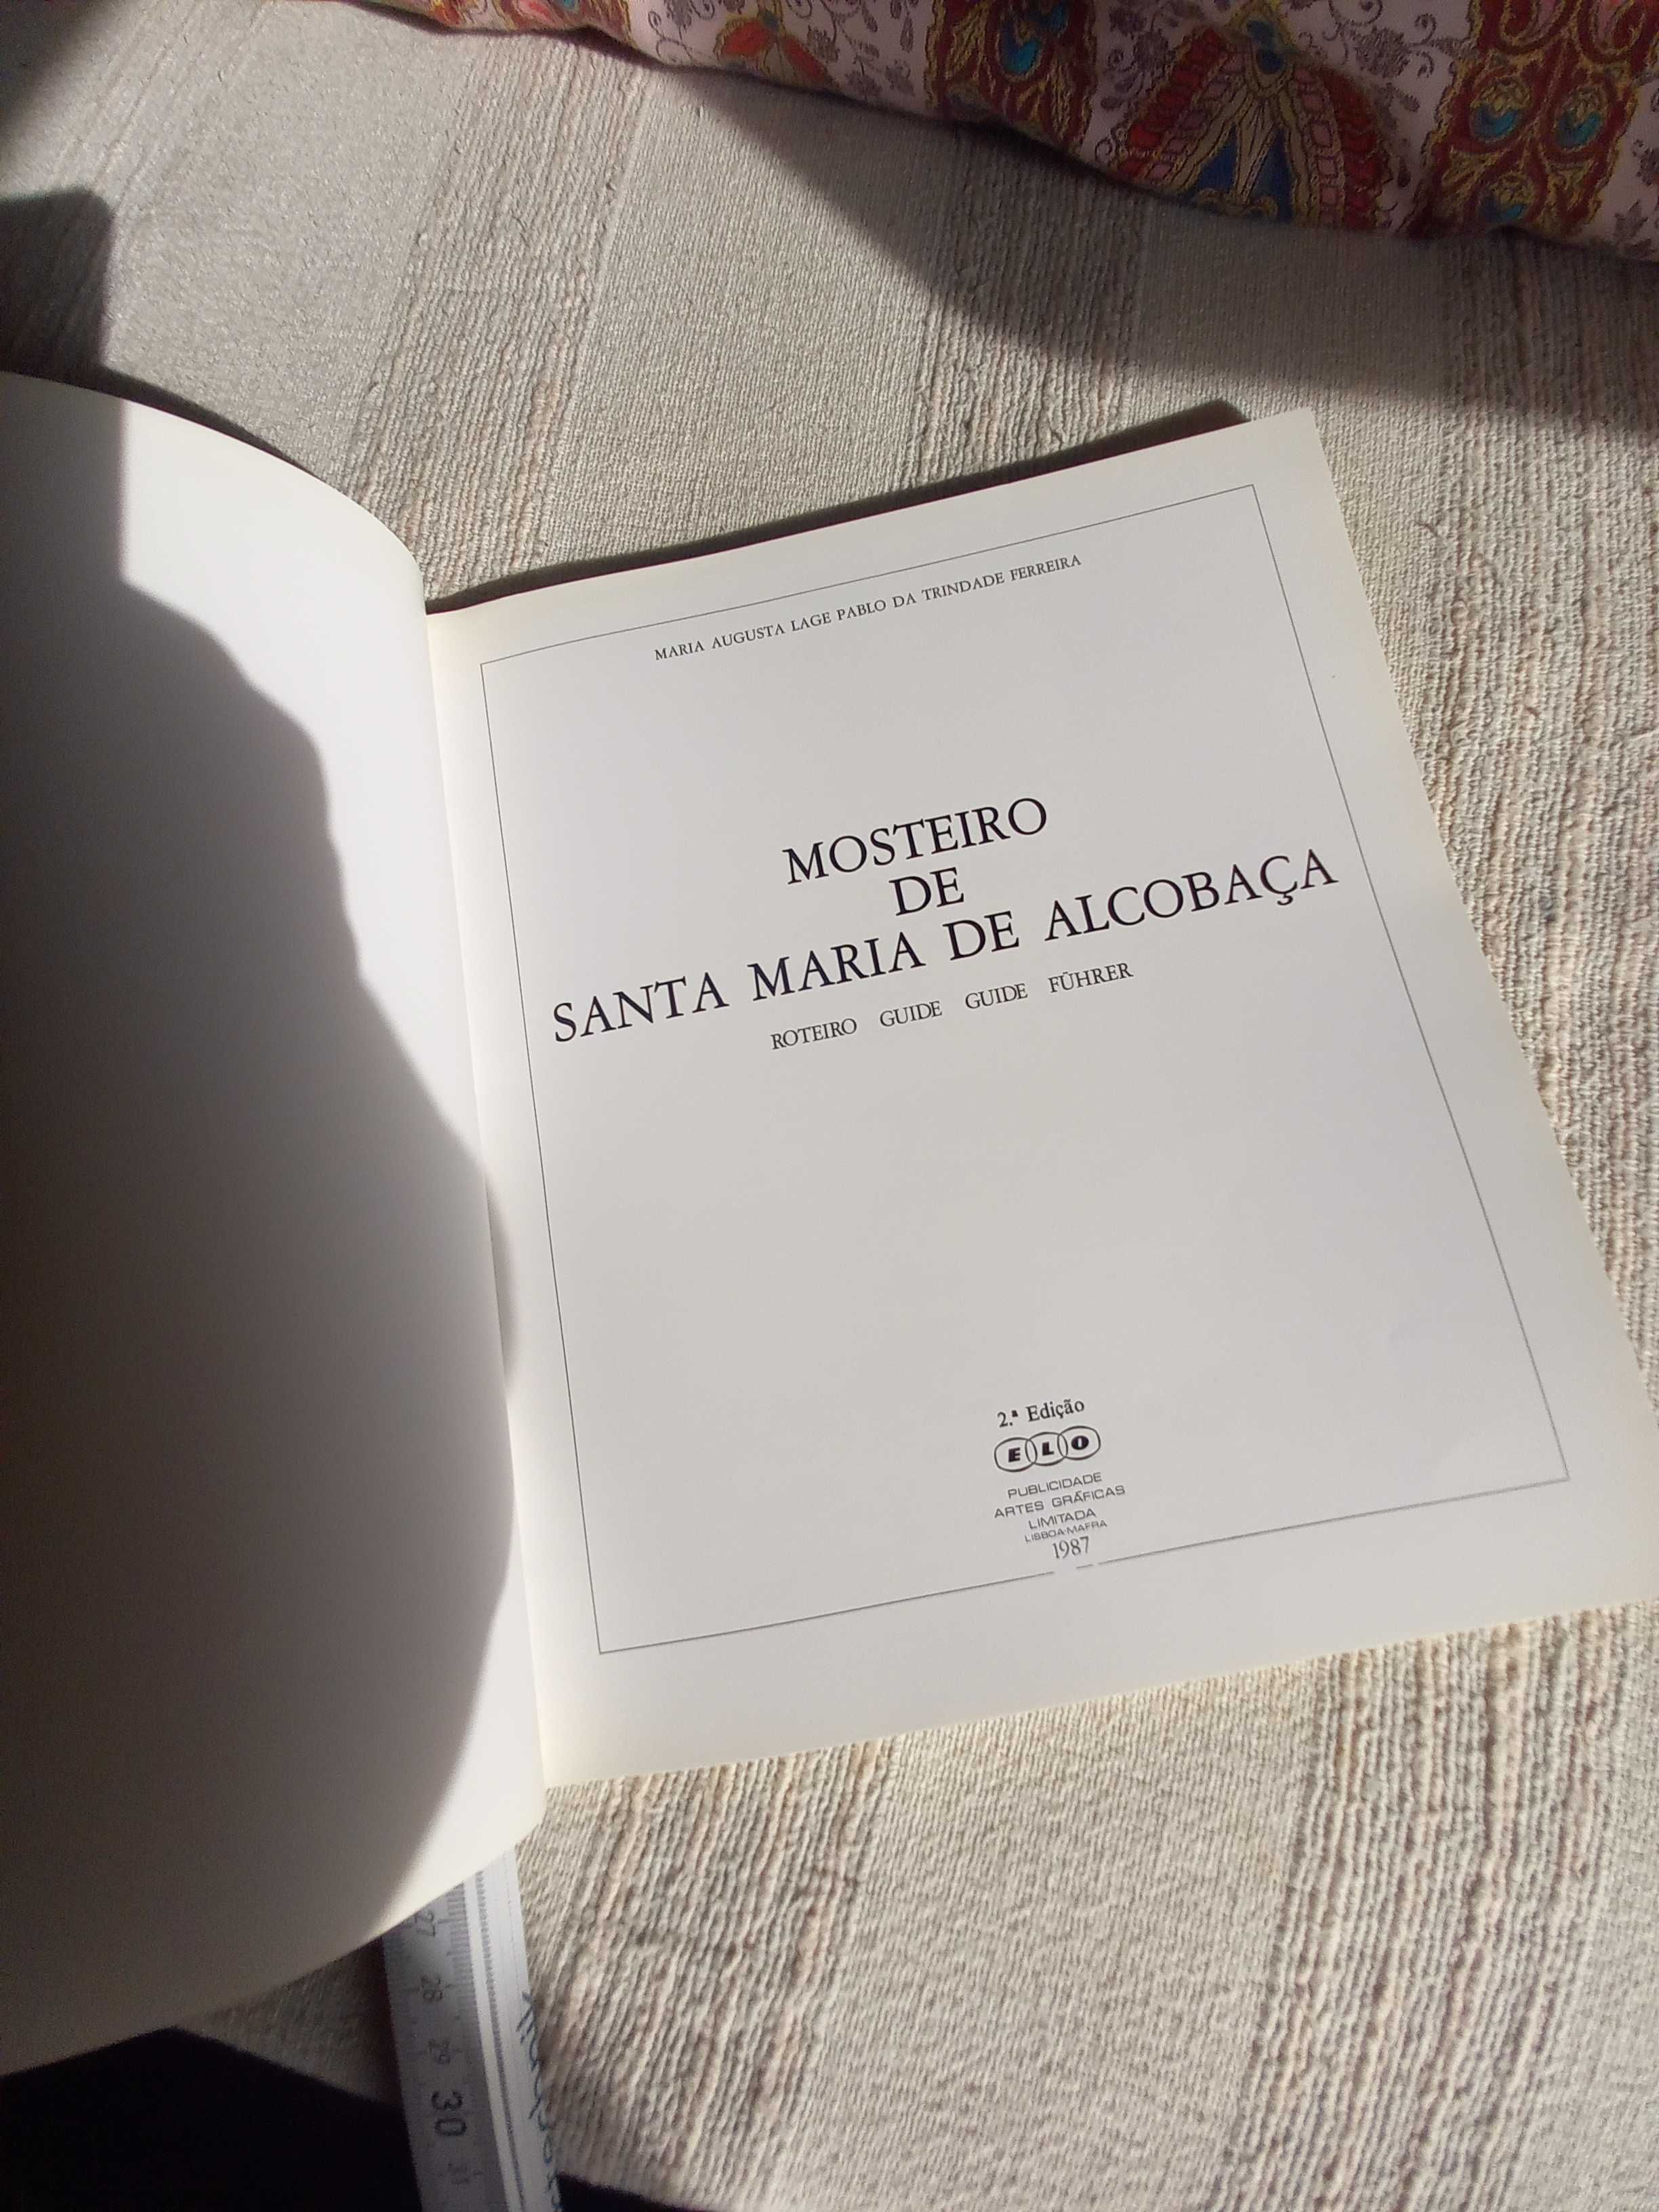 MARIA AUGUSTA LAGE PABLO DA TRINDADE FERREIRA
MOSTEIRO
DE
SANTA MARIA DE ALCOBAÇA
ROTEIRO GUIDE GUIDE FÜHRER
2.ª Edição
ELO
PUBLICIDADE
ARTES GRÁFICAS
LIMITADA
LISBOA-MAFRA
1987
27
28
29
30
31